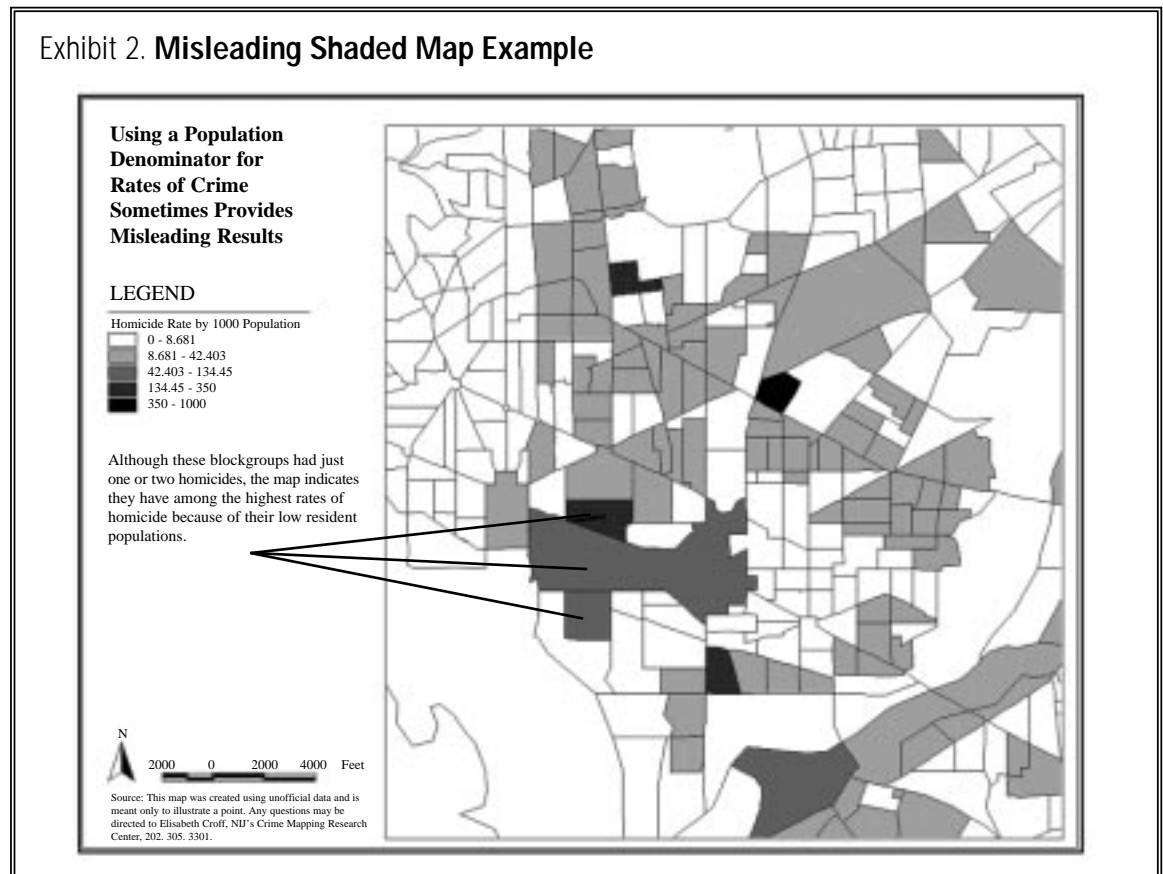 Exhibit 2. Misleading Shaded Map Example
Using a Population
Denominator for
Rates of Crime
Sometimes Provides
Misleading Results
LEGEND
Homicide Rate by 1000 Population
0 - 8.681
8.681 - 42.403
42.403 - 134.45
134.45 - 350
350 - 1000
Although these blockgroups had just
one or two homicides, the map indicates
they have among the highest rates of
homicide because of their low resident
populations.
N
2000 0 2000 4000 Feet
Source: This map was created using unofficial data and is
meant only to illustrate a point. Any questions may be
directed to Elisabeth Croff, NIJ's Crime Mapping Research
Center, 202. 305. 3301.